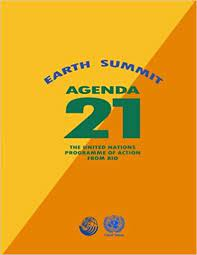 EARTH SUMMIT
AGENDA
21
THE UNITED NATIONS
PROGRAMME OF ACTION
FROM RIO